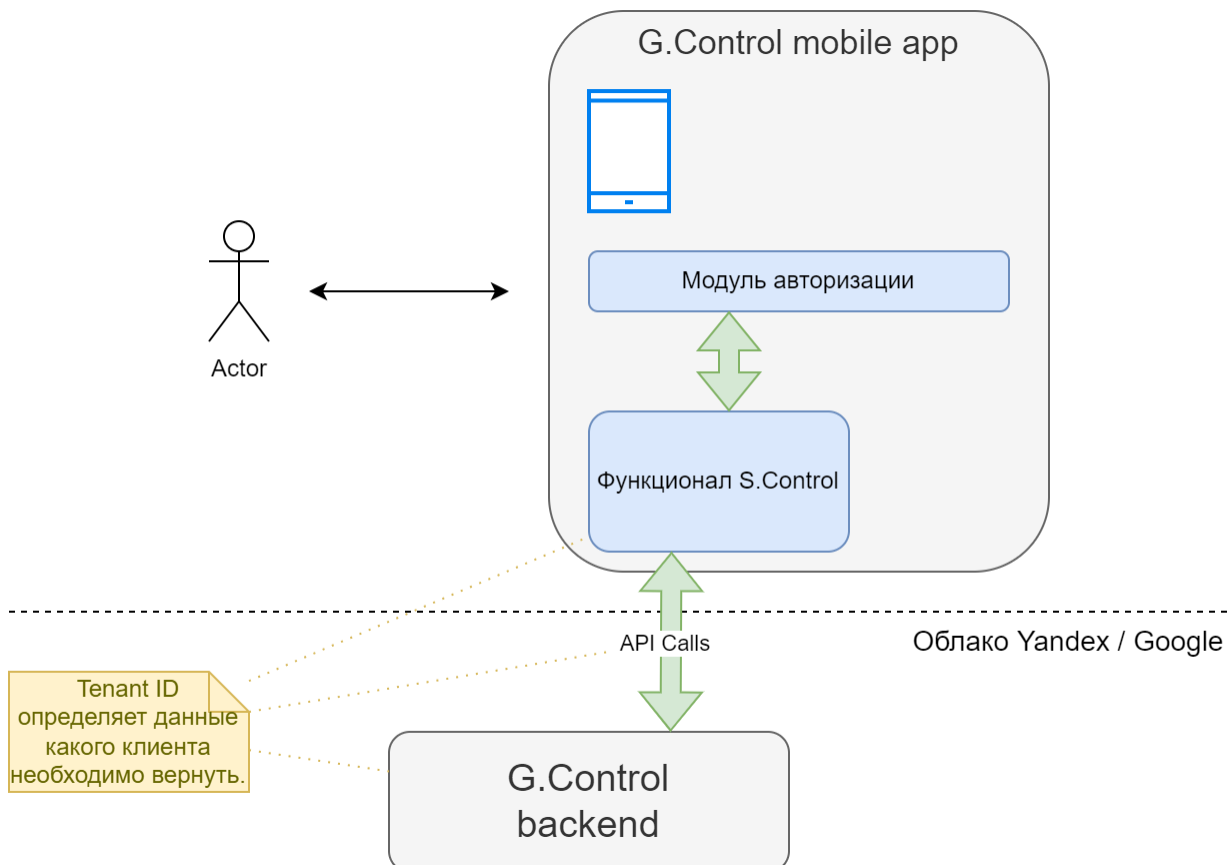 G.Control mobile app
Модуль авторизации
Actor
Функционал S.Control
API Calls
Облако Yandex / Google
Tenant ID
определяет данные
какого клиента
необходимо вернуть.
G.Control
backend